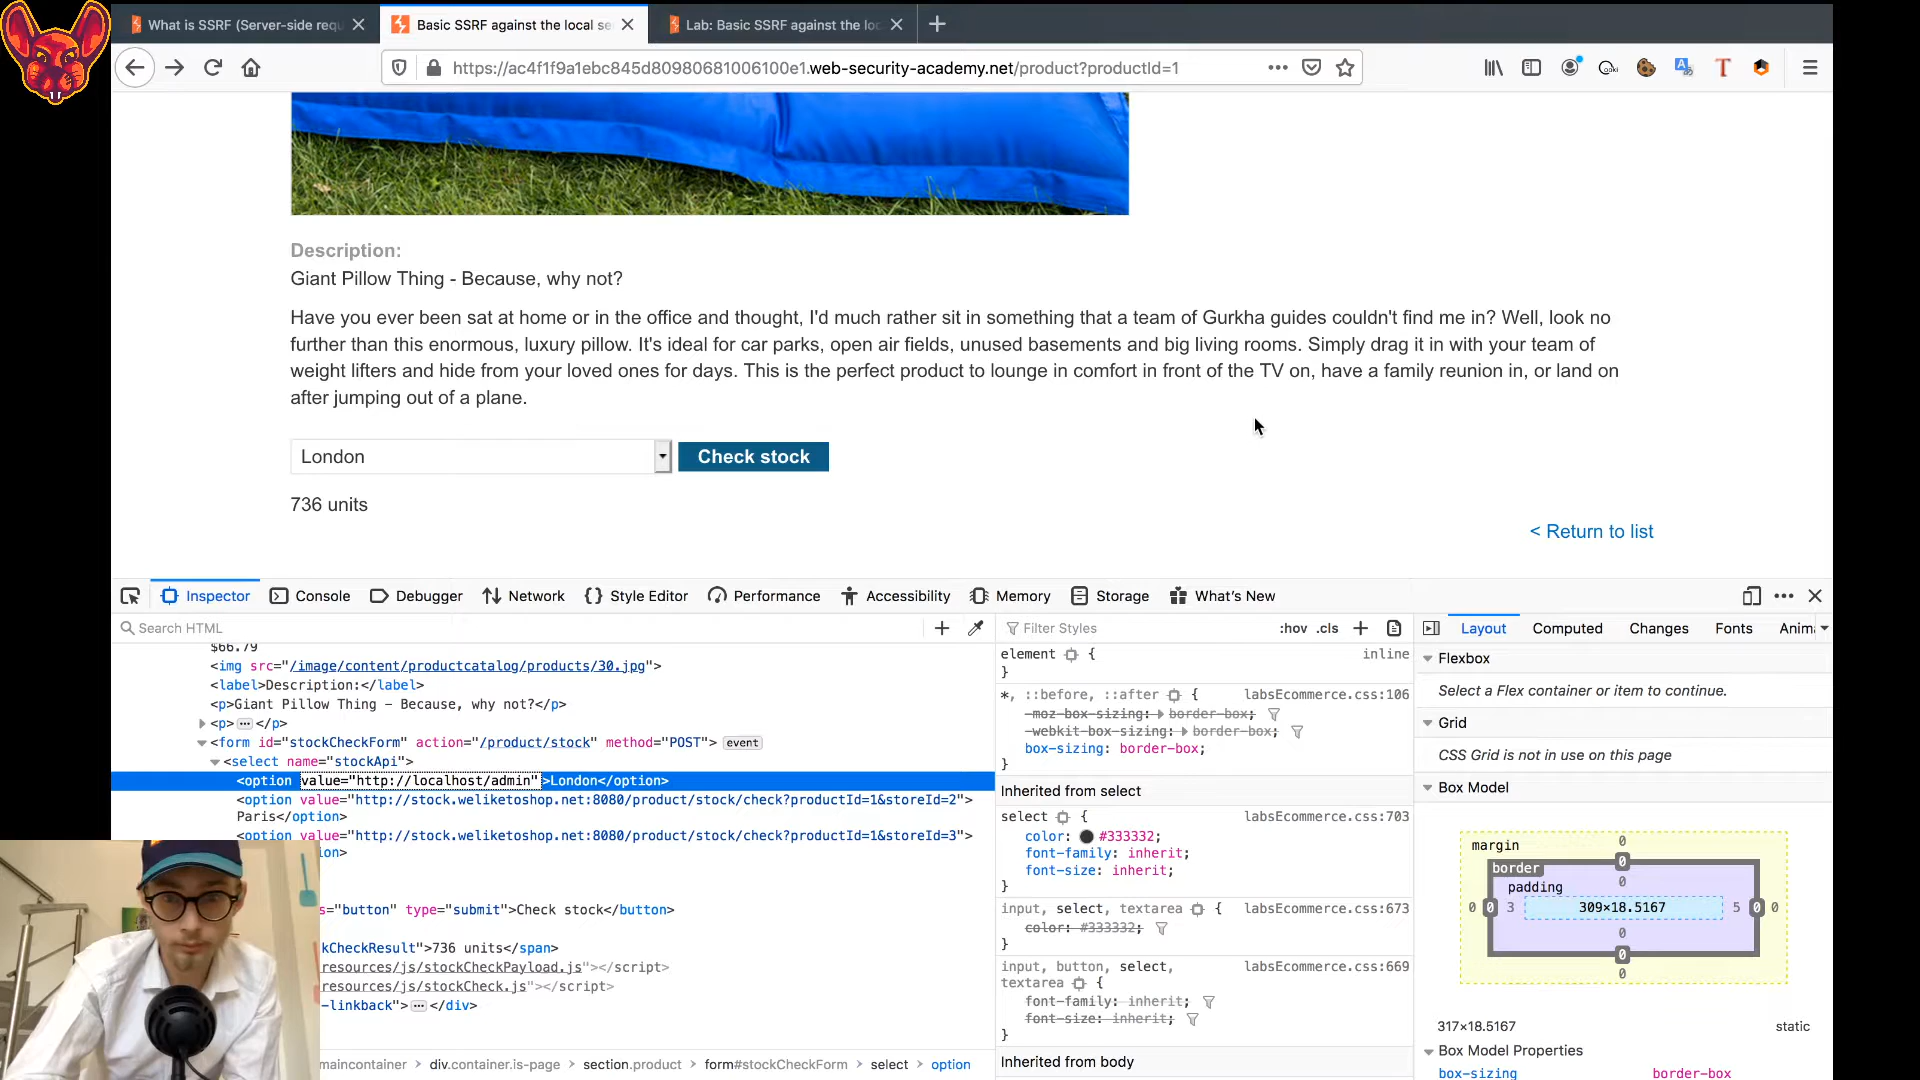 What is SSRF (Server-side requ
Basic SSRF against the local se
Lab: Basic SSRF against the loc
https://ac4f1f9a1ebc845d80980681006100e1.web-security-academy.net/product?productId=1
Description:
Giant Pillow Thing - Because, why not?
Have you ever been sat at home or in the office and thought, I'd much rather sit in something that a team of Gurkha guides couldn't find me in? Well, look no
further than this enormous, luxury pillow. It's ideal for car parks, open air fields, unused basements and big living rooms. Simply drag it in with your team of
weight lifters and hide from your loved ones for days. This is the perfect product to lounge in comfort in front of the TV on, have a family reunion in, or land on
after jumping out of a plane.
London
Check stock
736 units
< Return to list
Inspector
Console
Debugger
Network
Style Editor
Performance
Accessibility
Memory
Storage
What's New
Search HTML
$66.79
<img src="/image/content/productcatalog/products/30.jpg">
<label>Description:</label>
<p>Giant Pillow Thing - Because, why not?</p>
<p> </p>
<form id="stockCheckForm" action="/product/stock" method="POST"> event
<select name="stockApi">
<option value="http://localhost/admin">London</option>
<option value="http://stock.weliketoshop.net:8080/product/stock/check?productId=1&storeId=2">
Paris</option>
<option value="http://stock.weliketoshop.net:8080/product/stock/check?productId=1&storeId=3">
ion>
s="button" type="submit">Check stock</button>
kCheckResult">736 units</span>
resources/js/stockCheckPayload.js"></script>
resources/js/stockCheck.js"></script>
-linkback"> </div>
maincontainer
div.container.is-page
section.product
form#stockCheckForm
select
option
Filter Styles
:hov .cls
element {
inline
}
*, ::before, ::after {
labsEcommerce.css:106
-moz-box-sizing: border-box;
-webkit-box-sizing: border-box;
box-sizing: border-box;
}
Inherited from select
select {
labsEcommerce.css:703
color: #333332;
font-family: inherit;
font-size: inherit;
}
input, select, textarea {
labsEcommerce.css:673
color: #333332;
}
input, button, select,
labsEcommerce.css:669
textarea {
font-family: inherit;
font-size: inherit;
}
Inherited from body
Layout
Computed
Changes
Fonts
Anima
Flexbox
Select a Flex container or item to continue.
Grid
CSS Grid is not in use on this page
Box Model
margin
0
border
0
padding
0
0 0 3 309×18.5167 5 0 0
0
0
0
317×18.5167
static
Box Model Properties
box-sizing
border-box